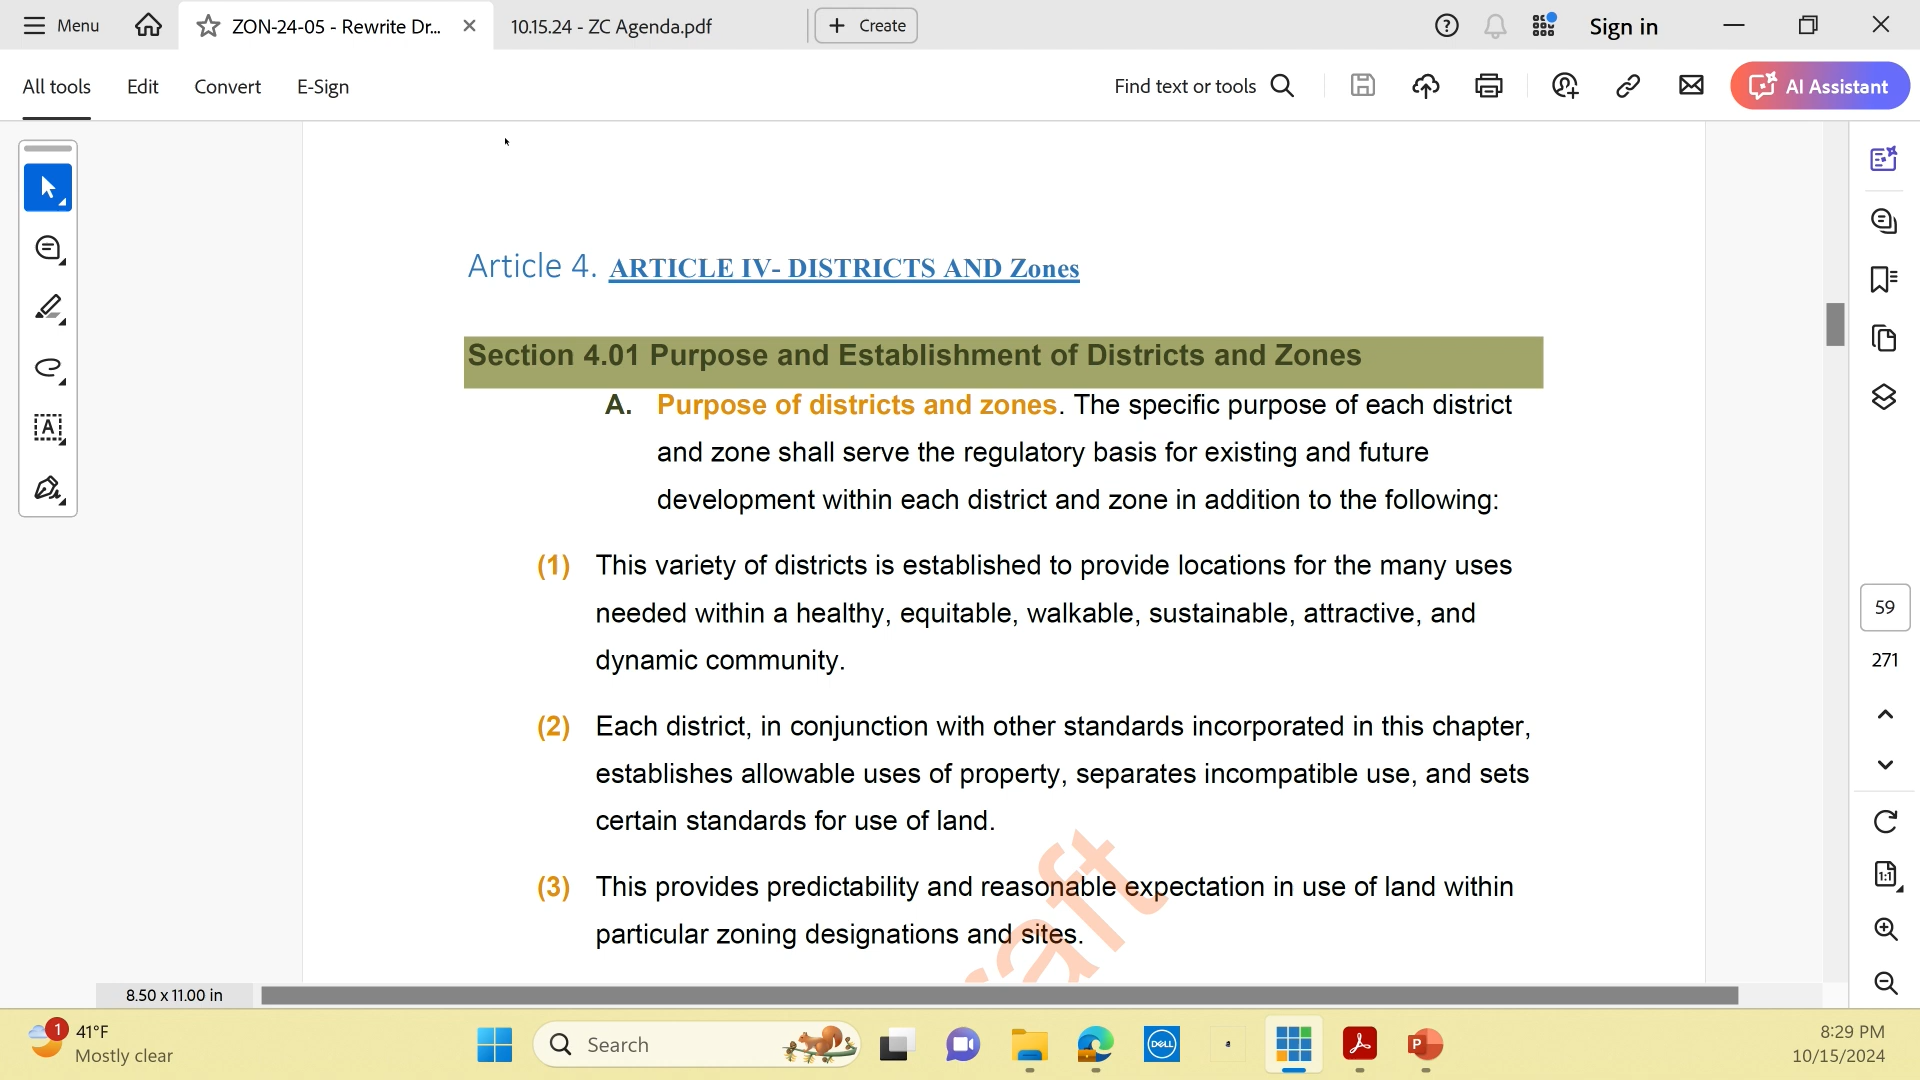 Menu
ZON-24-05 - Rewrite Dr...
10.15.24 - ZC Agenda.pdf
Create
Sign in
All tools
Edit
Convert
E-Sign
Find text or tools
AI Assistant
Article 4. ARTICLE IV- DISTRICTS AND Zones
Section 4.01 Purpose and Establishment of Districts and Zones
A. Purpose of districts and zones. The specific purpose of each district
and zone shall serve the regulatory basis for existing and future
development within each district and zone in addition to the following:
(1) This variety of districts is established to provide locations for the many uses
needed within a healthy, equitable, walkable, sustainable, attractive, and
dynamic community.
(2) Each district, in conjunction with other standards incorporated in this chapter,
establishes allowable uses of property, separates incompatible use, and sets
certain standards for use of land.
(3) This provides predictability and reasonable expectation in use of land within
particular zoning designations and sites.
raft
59
271
1:1
8.50 x 11.00 in
1
41°F
Mostly clear
Search
DELL
a
P
8:29 PM
10/15/2024